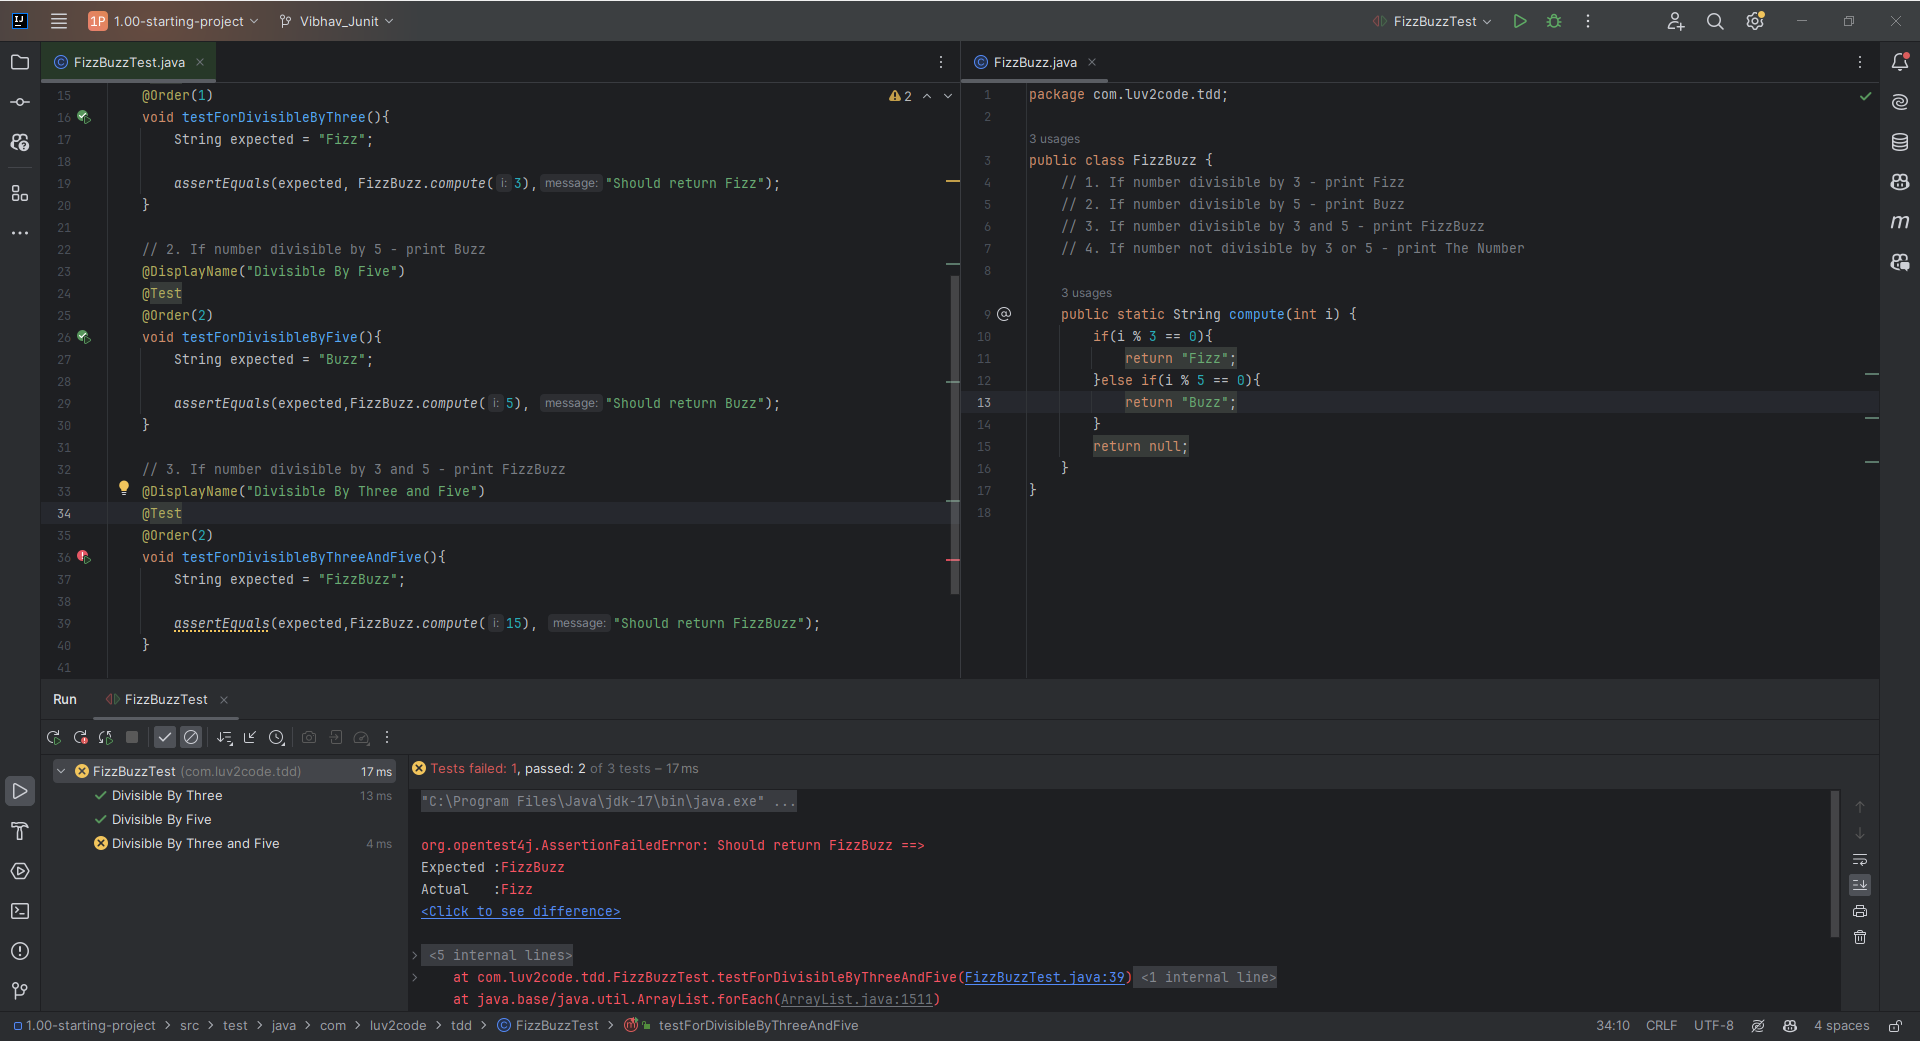 IJ 1P 1.00-starting-project Vibhav_Junit FizzBuzzTest
FizzBuzzTest.java
15 @Order(1)
2
16 void testForDivisibleByThree(){
17 String expected = "Fizz";
18
19 assertEquals(expected, FizzBuzz.compute( i: 3), message: "Should return Fizz");
20 }
21
22 // 2. If number divisible by 5 - print Buzz
23 @DisplayName("Divisible By Five")
24 @Test
25 @Order(2)
26 void testForDivisibleByFive(){
27 String expected = "Buzz";
28
29 assertEquals(expected,FizzBuzz.compute( i: 5), message: "Should return Buzz");
30 }
31
32 // 3. If number divisible by 3 and 5 - print FizzBuzz
33 @DisplayName("Divisible By Three and Five")
34 @Test
35 @Order(2)
36 void testForDivisibleByThreeAndFive(){
37 String expected = "FizzBuzz";
38
39 assertEquals(expected,FizzBuzz.compute( i: 15), message: "Should return FizzBuzz");
40 }
41
FizzBuzz.java
1 package com.luv2code.tdd;
2
3 usages
3 public class FizzBuzz {
4 // 1. If number divisible by 3 - print Fizz
5 // 2. If number divisible by 5 - print Buzz
6 // 3. If number divisible by 3 and 5 - print FizzBuzz
7 // 4. If number not divisible by 3 or 5 - print The Number
8
3 usages
9 @ public static String compute(int i) {
10 if(i % 3 == 0){
11 return "Fizz";
12 }else if(i % 5 == 0){
13 return "Buzz";
14 }
15 return null;
16 }
17 }
18
Run FizzBuzzTest
FizzBuzzTest (com.luv2code.tdd) 17 ms
Divisible By Three 13 ms
Divisible By Five
Divisible By Three and Five 4 ms
Tests failed: 1, passed: 2 of 3 tests – 17 ms
"C:\Program Files\Java\jdk-17\bin\java.exe" ...
org.opentest4j.AssertionFailedError: Should return FizzBuzz ==>
Expected :FizzBuzz
Actual   :Fizz
<Click to see difference>
<5 internal lines>
at com.luv2code.tdd.FizzBuzzTest.testForDivisibleByThreeAndFive(FizzBuzzTest.java:39) <1 internal line>
at java.base/java.util.ArrayList.forEach(ArrayList.java:1511)
1.00-starting-project > src > test > java > com > luv2code > tdd > FizzBuzzTest > testForDivisibleByThreeAndFive 34:10 CRLF UTF-8 4 spaces